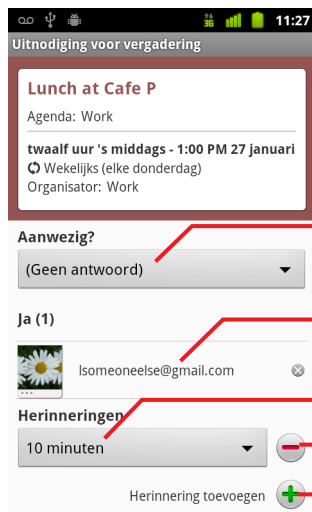 3G 11:27
Uitnodiging voor vergadering
Lunch at Cafe P
Agenda: Work
twaalf uur 's middags - 1:00 PM 27 januari
Wekelijks (elke donderdag)
Organisator: Work
Aanwezig?
(Geen antwoord)
Ja (1)
lsomeoneelse@gmail.com
Herinneringen
10 minuten
Herinnering toevoegen